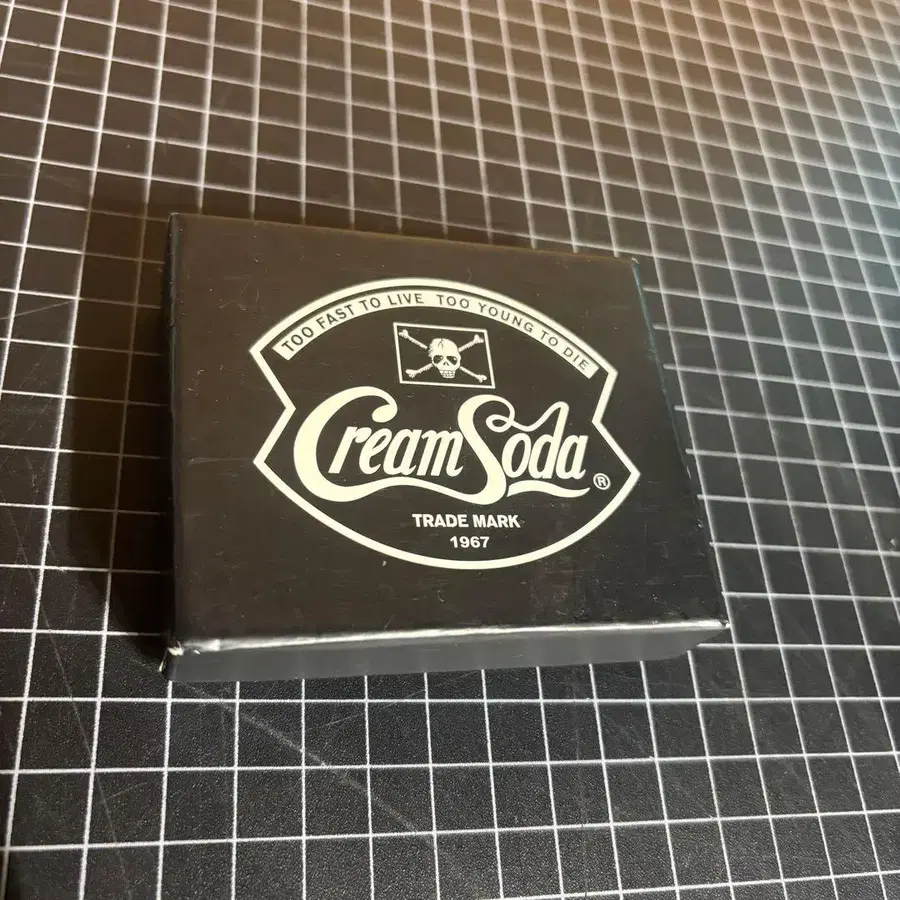 TOO FAST TO LIVE TOO YOUNG TO DIE
Cream Soda ®
TRADE MARK
1967